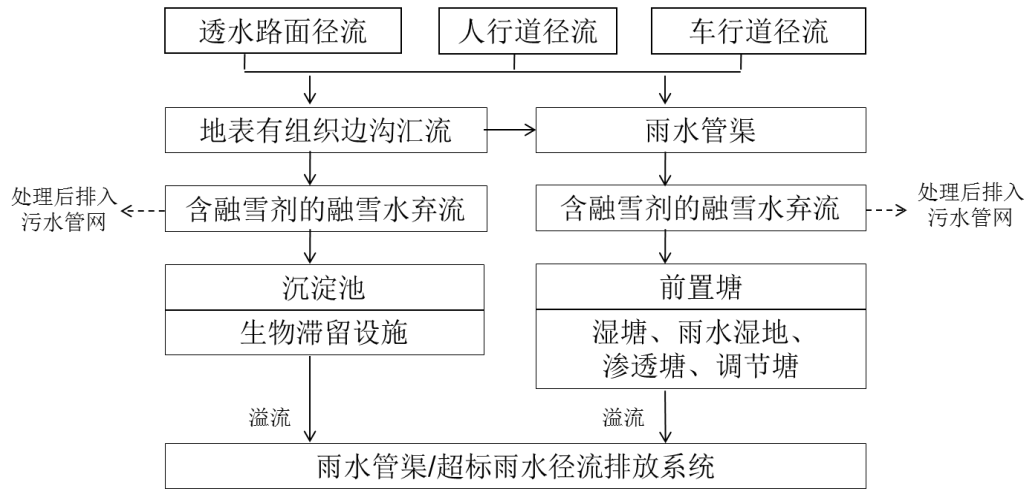 透水路面径流
人行道径流
车行道径流
地表有组织边沟汇流
雨水管渠
处理后排入
污水管网
含融雪剂的融雪水弃流
含融雪剂的融雪水弃流
处理后排入
污水管网
沉淀池
生物滞留设施
前置塘
湿塘、雨水湿地、
渗透塘、调节塘
溢流
溢流
雨水管渠/超标雨水径流排放系统